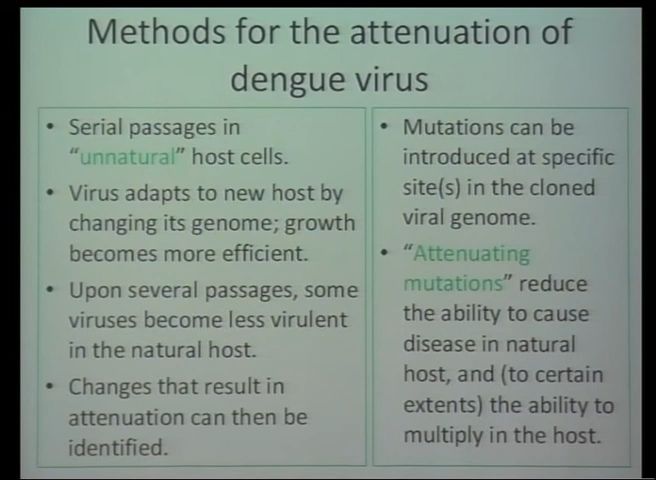 Methods for the attenuation of
dengue virus
• Serial passages in
"unnatural" host cells.
• Virus adapts to new host by
changing its genome; growth
becomes more efficient.
• Upon several passages, some
viruses become less virulent
in the natural host.
• Changes that result in
attenuation can then be
identified.
• Mutations can be
introduced at specific
site(s) in the cloned
viral genome.
• "Attenuating
mutations" reduce
the ability to cause
disease in natural
host, and (to certain
extents) the ability to
multiply in the host.